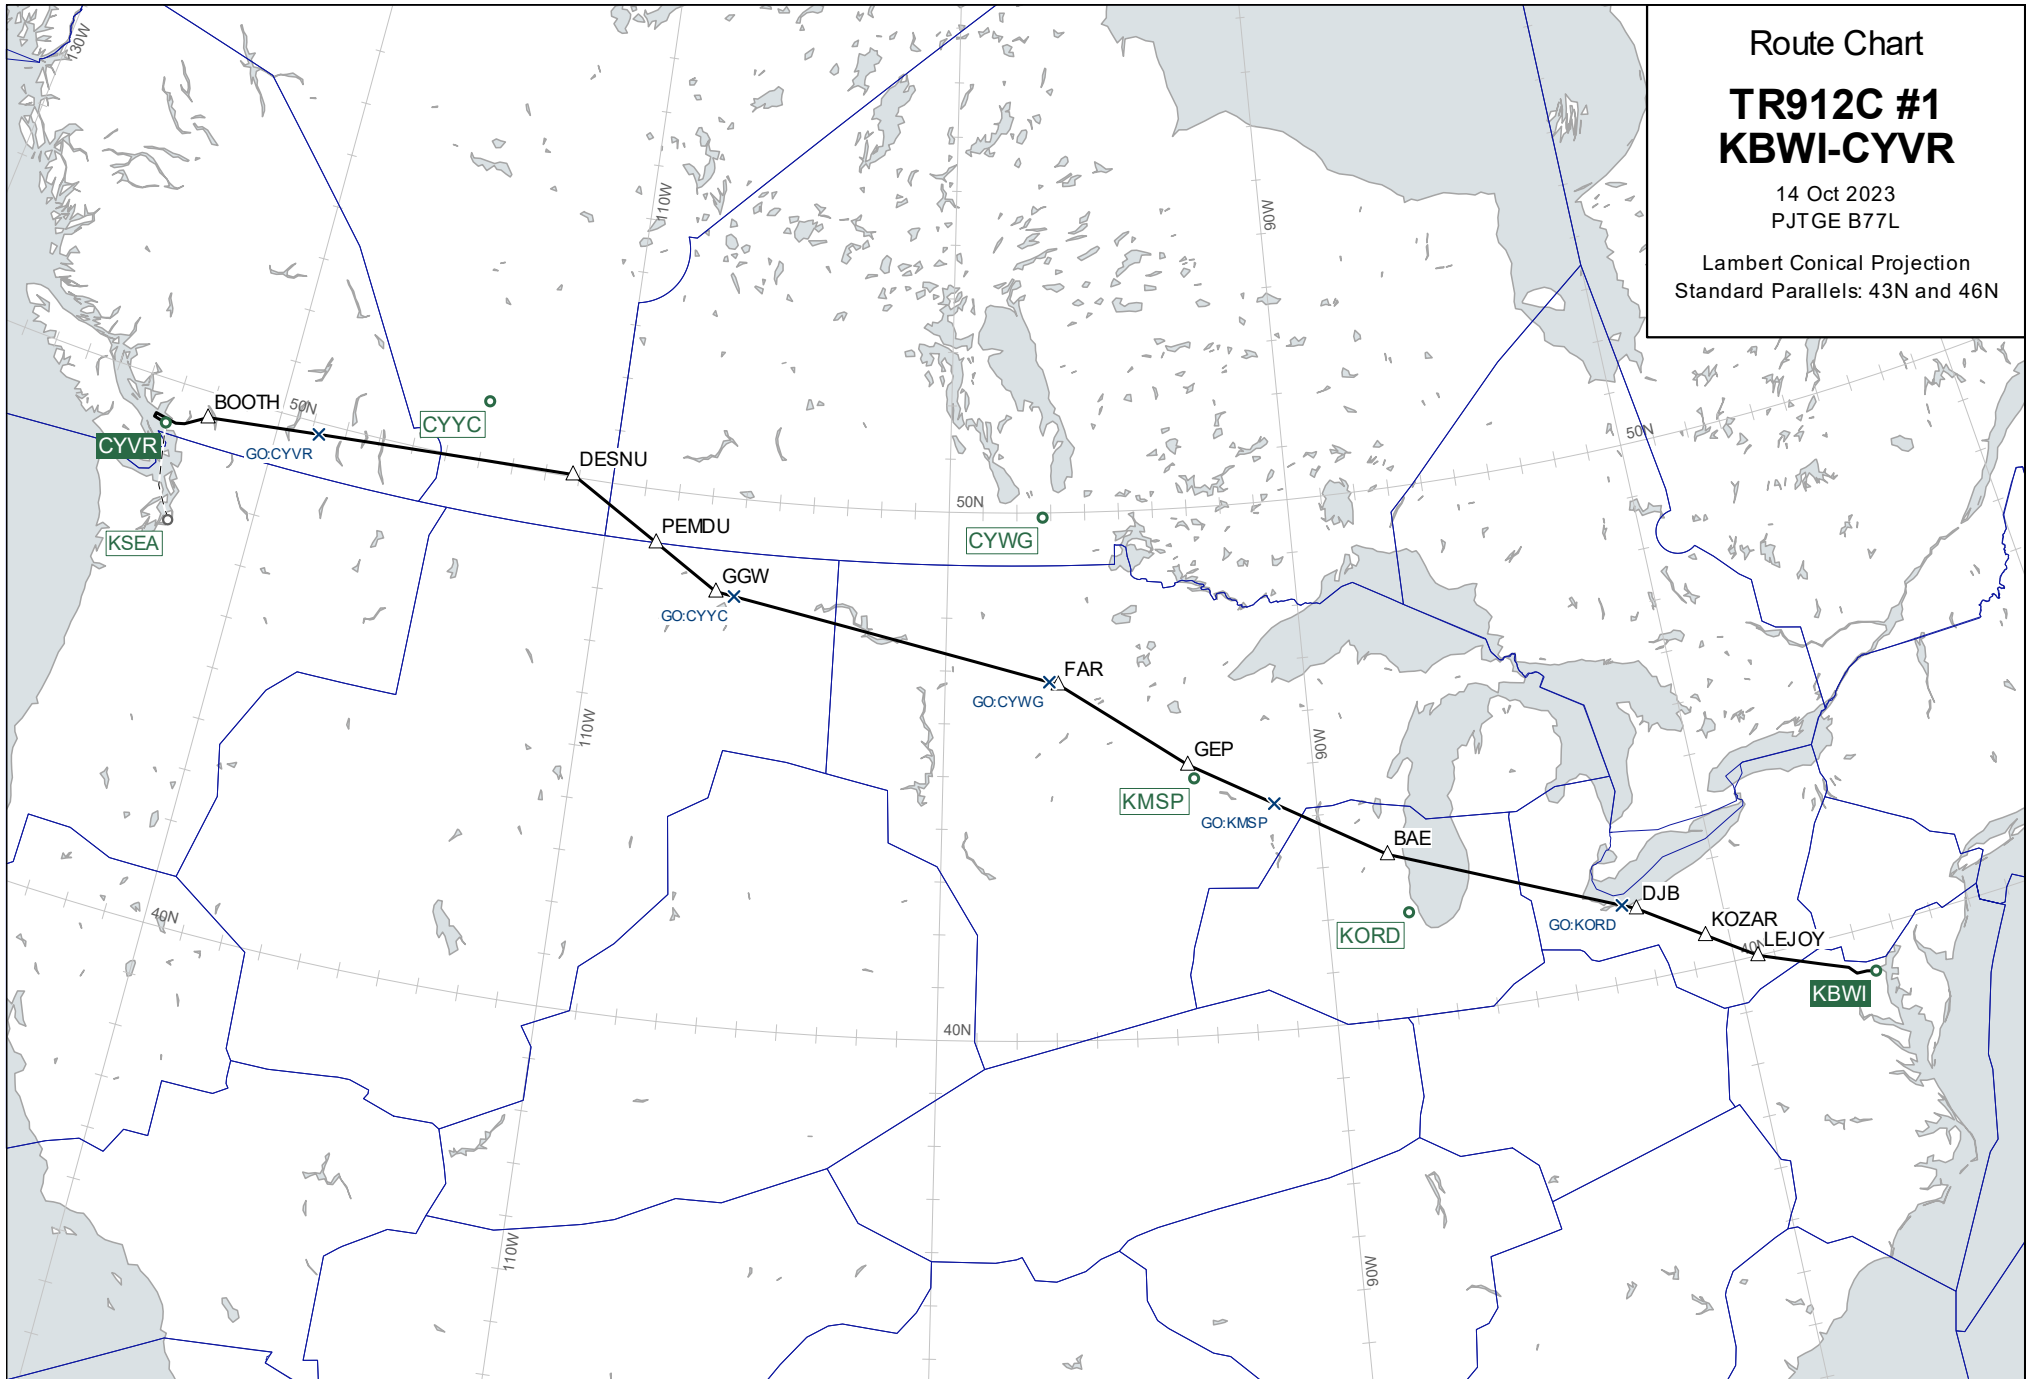 Route Chart
TR912C #1
KBWI-CYVR
14 Oct 2023
PJTGE B77L
Lambert Conical Projection
Standard Parallels: 43N and 46N
130W
110W
90W
BOOTH
50N
CYYC
CYVR
GO:CYVR
50N
DESNU
50N
KSEA
PEMDU
CYWG
GGW
GO:CYYC
FAR
GO:CYWG
110W
90W
GEP
KMSP
GO:KMSP
BAE
DJB
40N
KOZAR
GO:KORD
KORD
40N
LEJOY
KBWI
40N
110W
90W